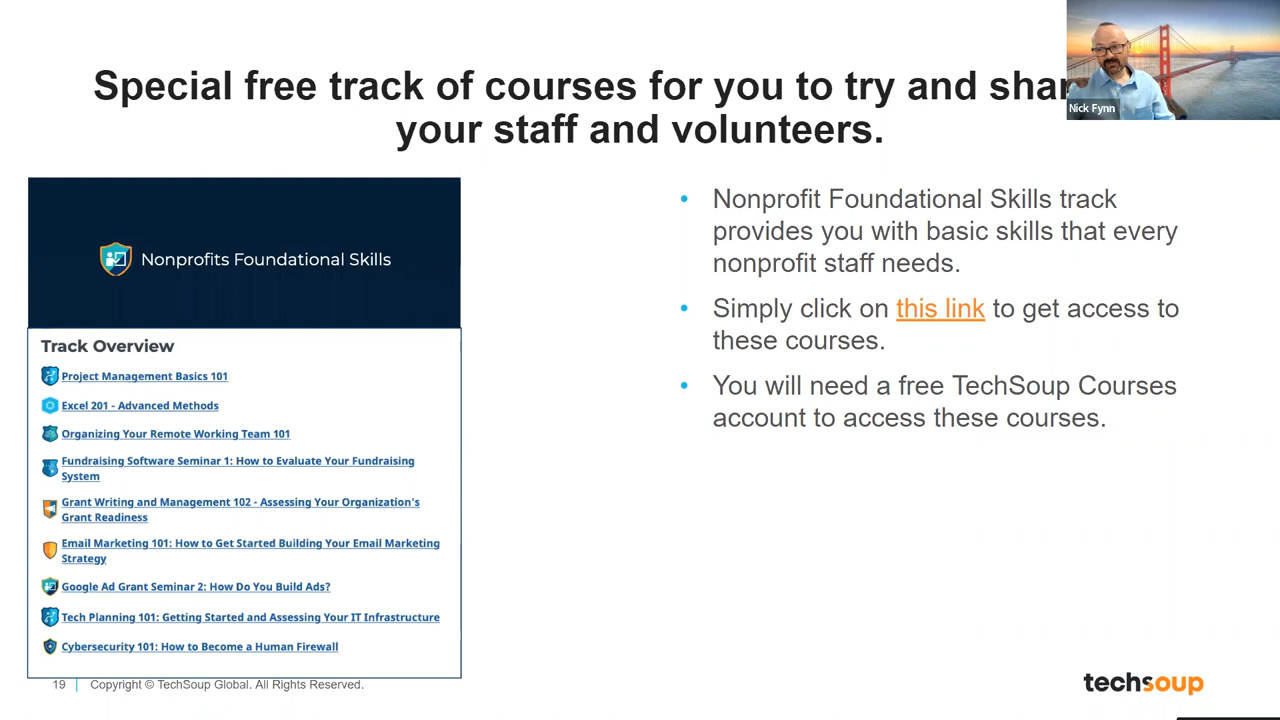 Special free track of courses for you to try and
your staff and volunteers.
Nick Fynn
Nonprofits Foundational Skills
Track Overview
Project Management Basics 101
Excel 201 - Advanced Methods
Organizing Your Remote Working Team 101
Fundraising Software Seminar 1: How to Evaluate Your Fundraising
System
Grant Writing and Management 102 - Assessing Your Organization's
Grant Readiness
Email Marketing 101: How to Get Started Building Your Email Marketing
Strategy
Google Ad Grant Seminar 2: How Do You Build Ads?
Tech Planning 101: Getting Started and Assessing Your IT Infrastructure
Cybersecurity 101: How to Become a Human Firewall
• Nonprofit Foundational Skills track
provides you with basic skills that every
nonprofit staff needs.
• Simply click on this link to get access to
these courses.
• You will need a free TechSoup Courses
account to access these courses.
19 | Copyright © TechSoup Global. All Rights Reserved.
techsoup